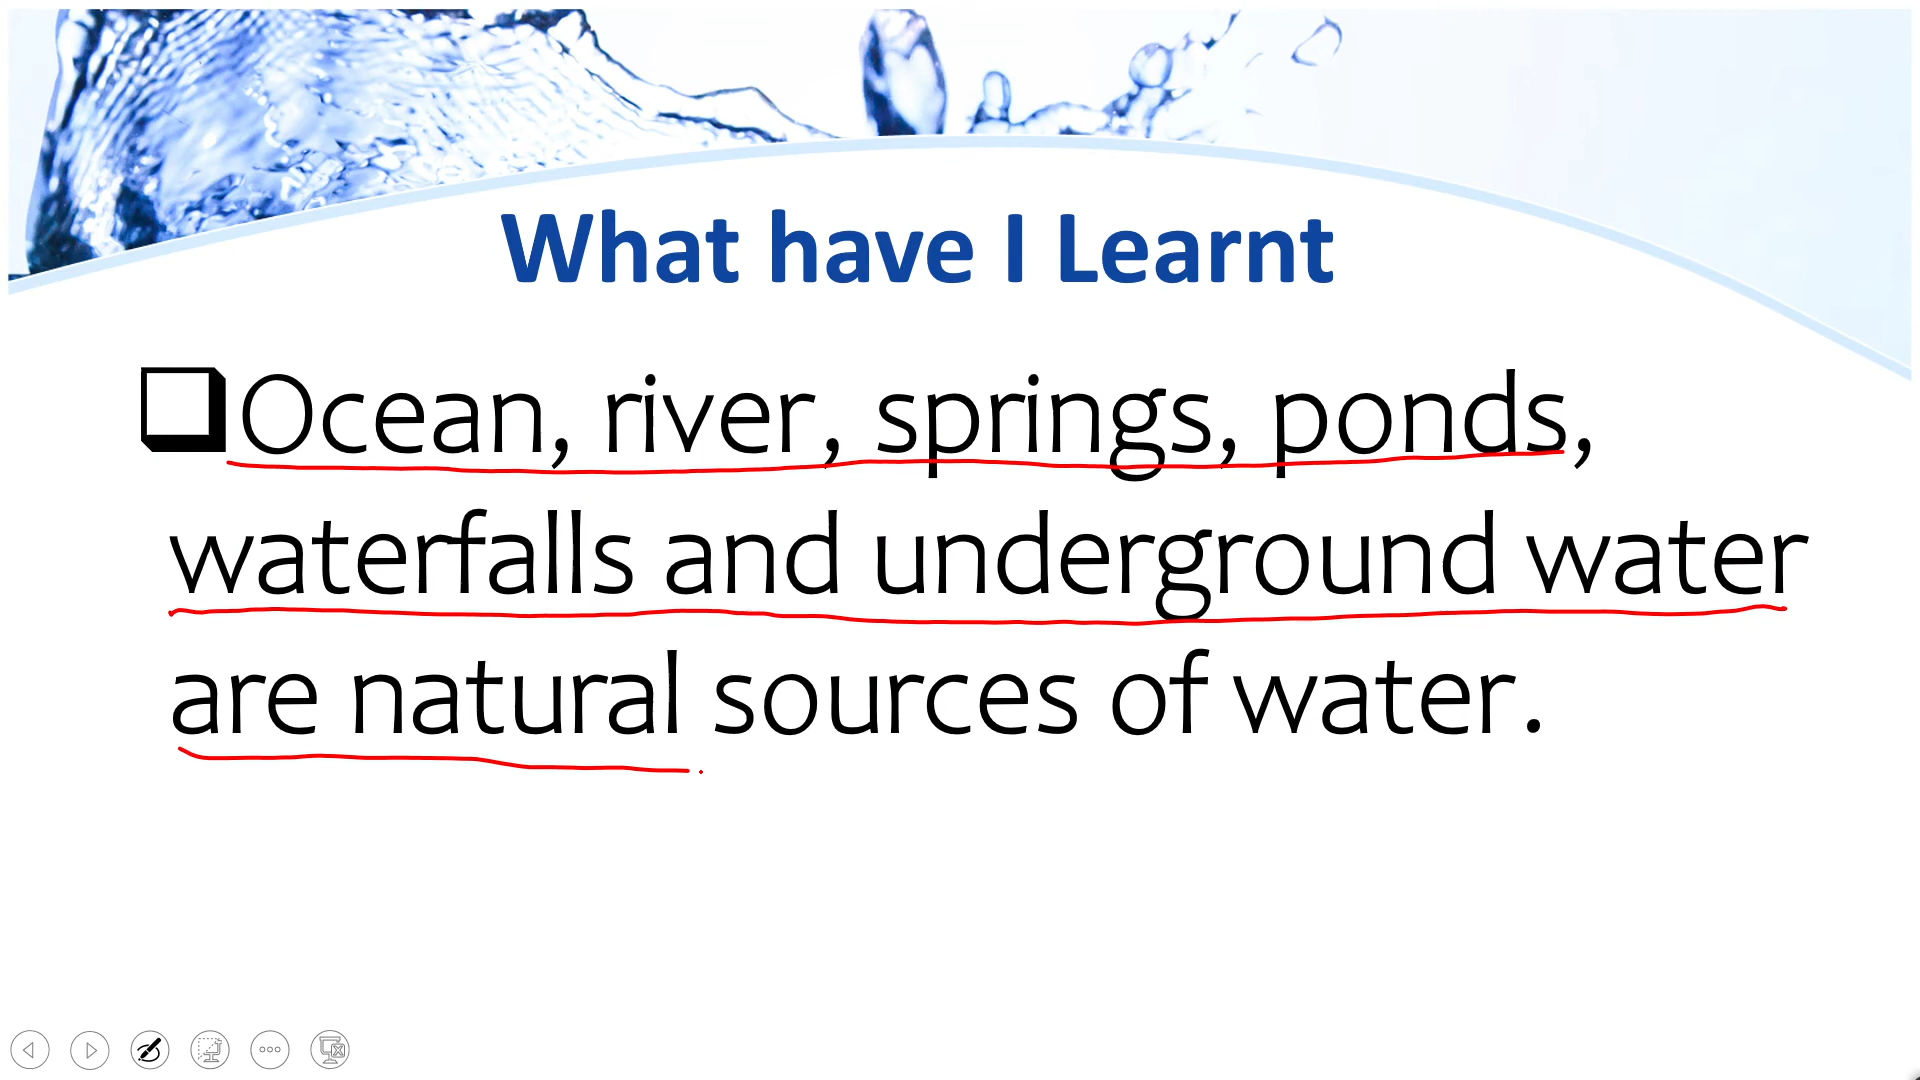 What have I Learnt
Ocean, river, springs, ponds,
waterfalls and underground water
are natural sources of water.